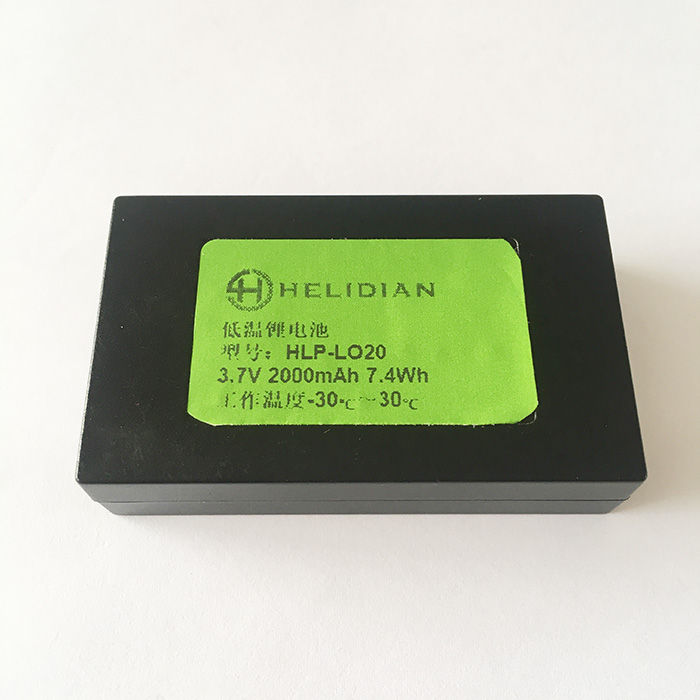 HELIDIAN
低温锂电池
型号：HLP-LO20
3.7V 2000mAh 7.4Wh
工作温度-30℃~30℃